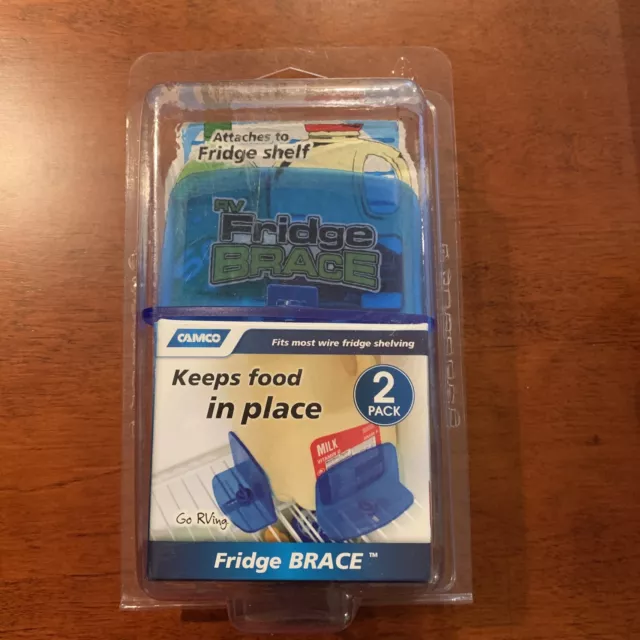 Attaches to
Fridge shelf
RV
Fridge
BRACE
CAMCO
Fits most wire fridge shelving
Keeps food
in place
2
PACK
MILK
Go RVing
Fridge BRACE™